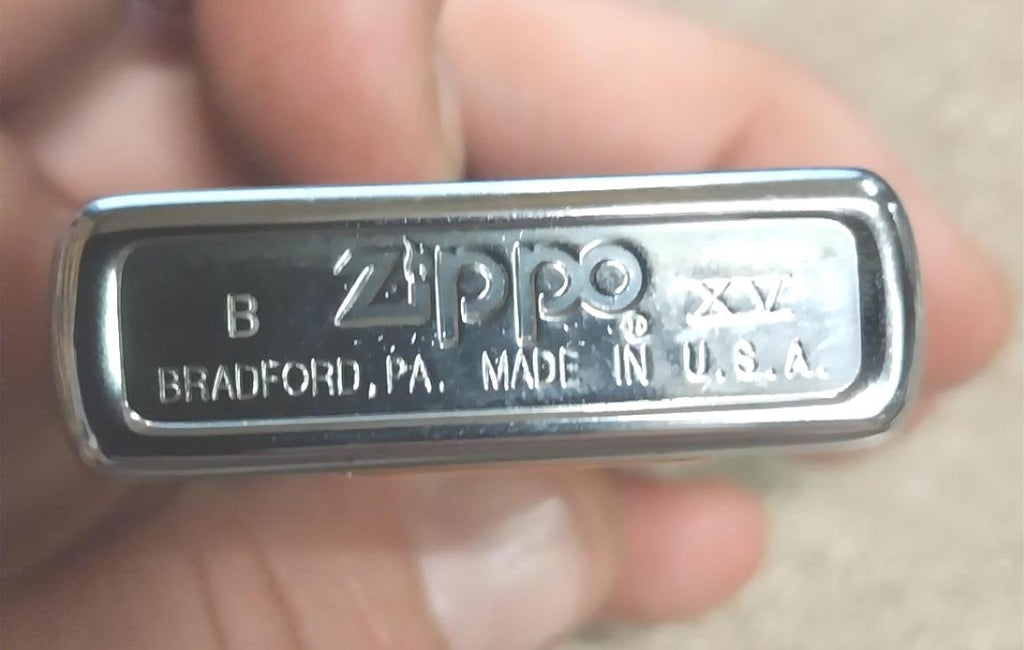 B Zippo ® XV
BRADFORD, PA. MADE IN U.S.A.